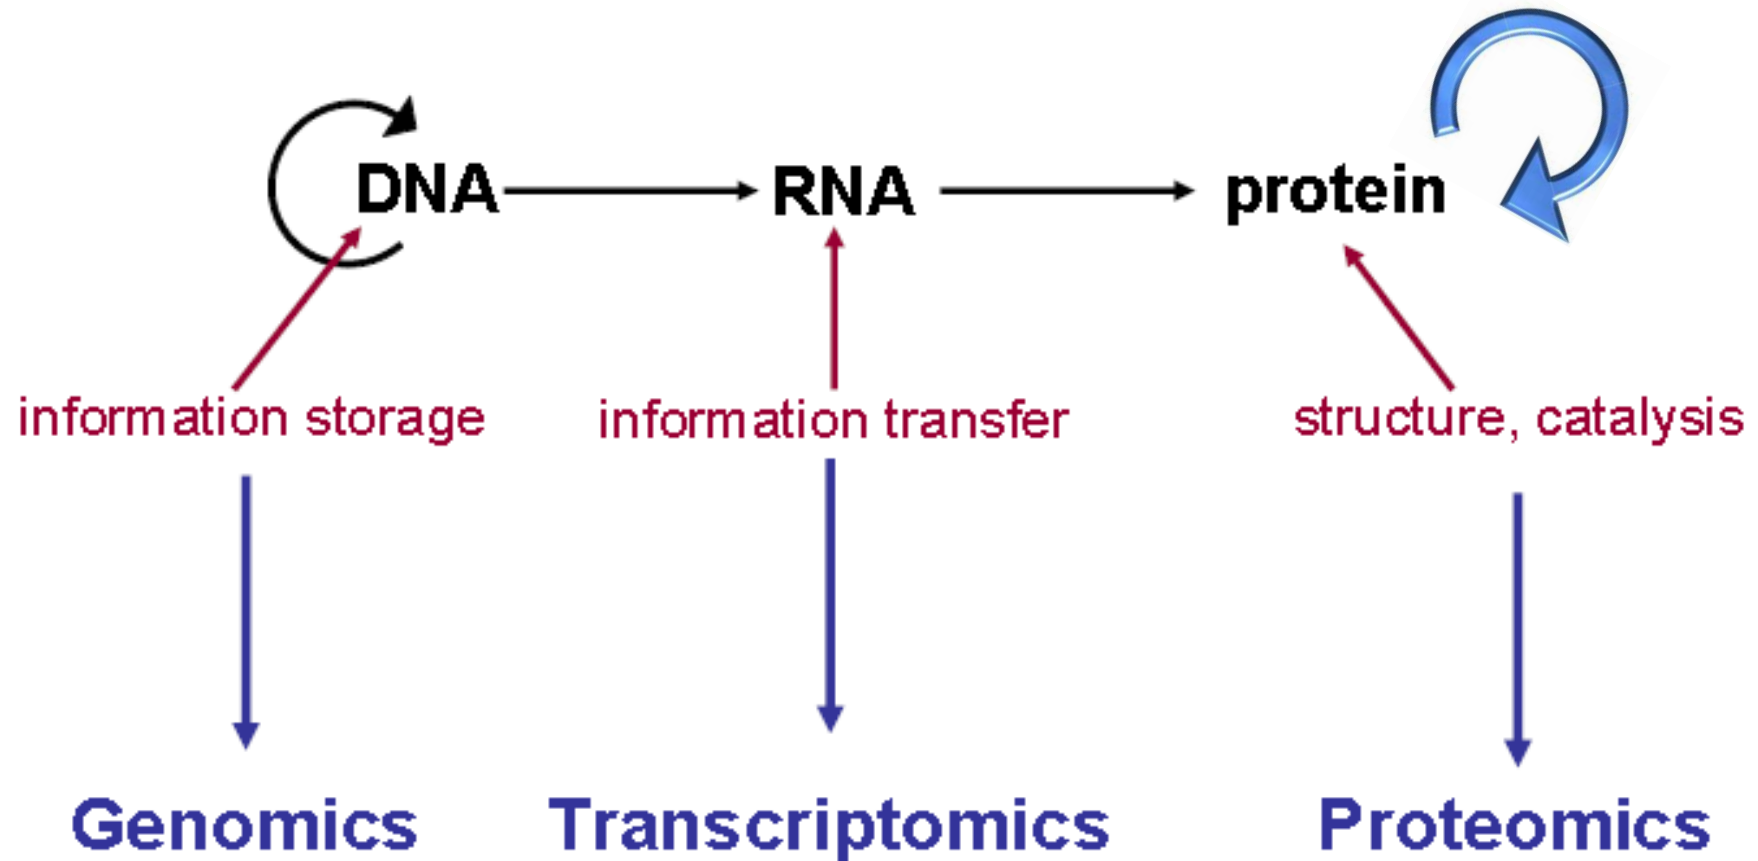 DNA RNA protein
information storage information transfer structure, catalysis
Genomics Transcriptomics Proteomics